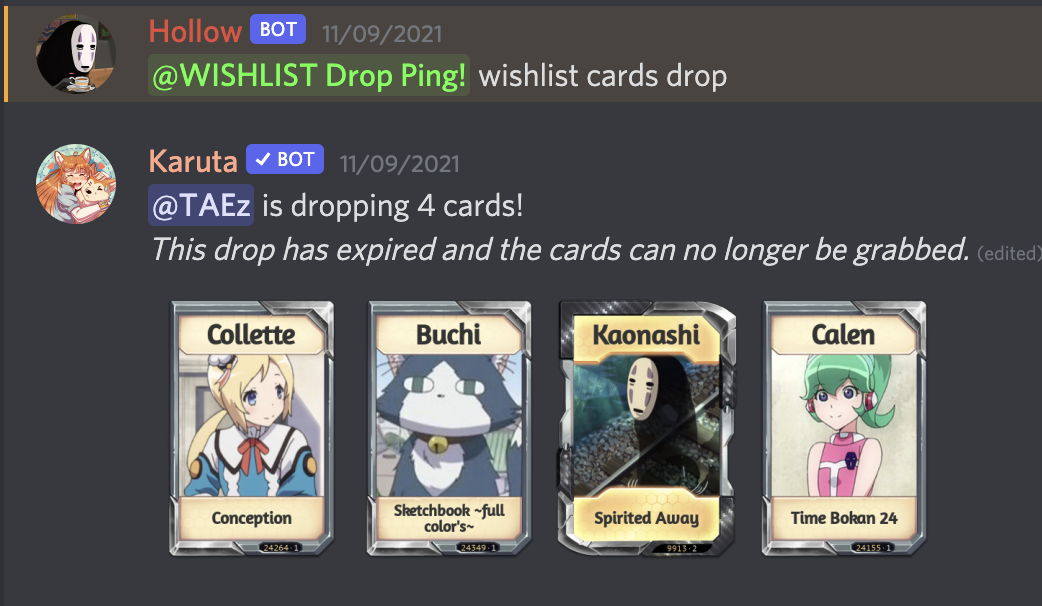 Hollow BOT 11/09/2021
@WISHLIST Drop Ping! wishlist cards drop
Karuta ✓ BOT 11/09/2021
@TAEz is dropping 4 cards!
This drop has expired and the cards can no longer be grabbed. (edited)
Collette
Conception
24264·1
Buchi
Sketchbook ~full
color's~
24349·1
Kaonashi
Spirited Away
9913·2
Calen
Time Bokan 24
24155·1